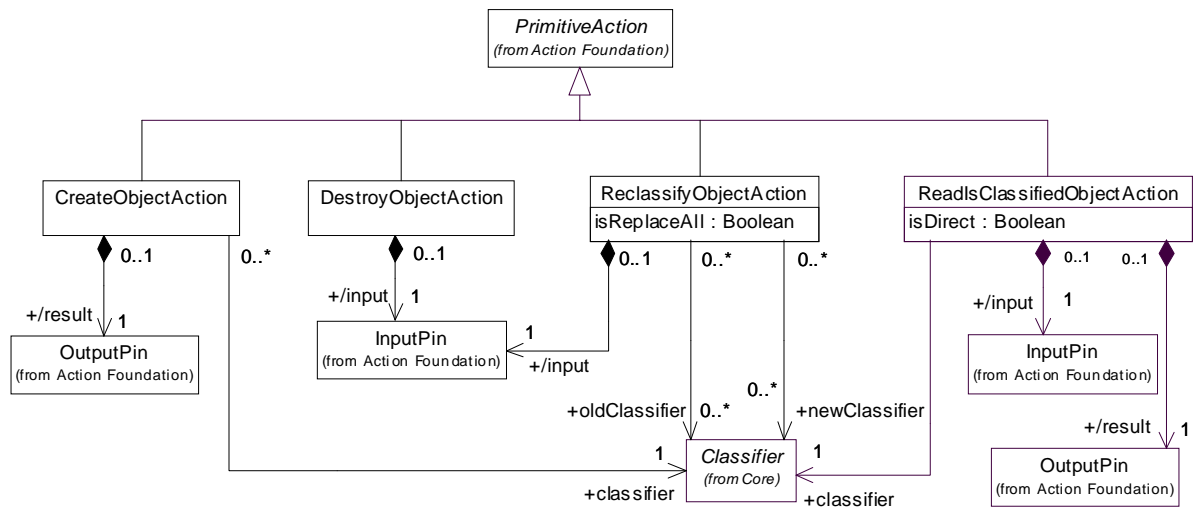 PrimitiveAction
(from Action Foundation)
CreateObjectAction
DestroyObjectAction
ReclassifyObjectAction
isReplaceAll : Boolean
ReadIsClassifiedObjectAction
isDirect : Boolean
0..1
0..*
0..1
0..1
0..*
0..*
0..1
0..1
+/result
1
+/input
1
1
+/input
+/input
1
OutputPin
(from Action Foundation)
InputPin
(from Action Foundation)
InputPin
(from Action Foundation)
+oldClassifier
0..*
0..*
+newClassifier
+/result
1
1
+classifier
Classifier
(from Core)
1
+classifier
OutputPin
(from Action Foundation)